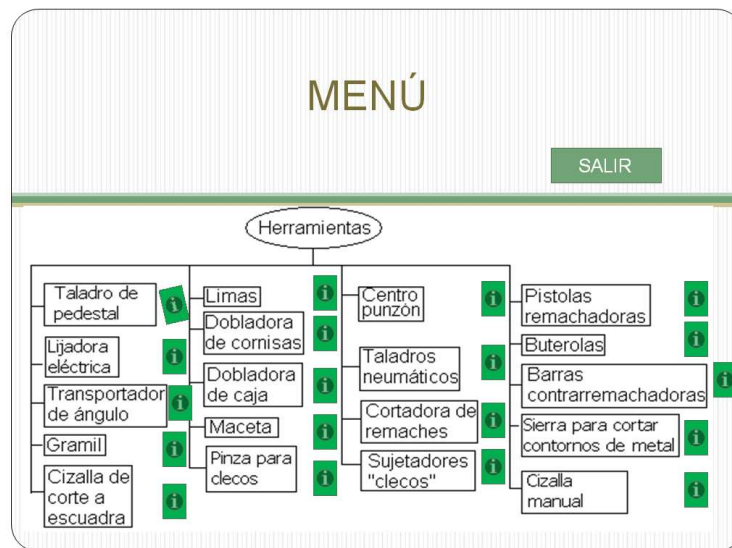 MENÚ
SALIR
Herramientas
Taladro de
pedestal
Lijadora
eléctrica
Transportador
de ángulo
Gramil
Cizalla de
corte a
escuadra
Limas
Dobladora
de cornisas
Dobladora
de caja
Maceta
Pinza para
clecos
Centro
punzón
Taladros
neumáticos
Cortadora de
remaches
Sujetadores
"clecos"
Pistolas
remachadoras
Buterolas
Barras
contrarremachadoras
Sierra para cortar
contornos de metal
Cizalla
manual